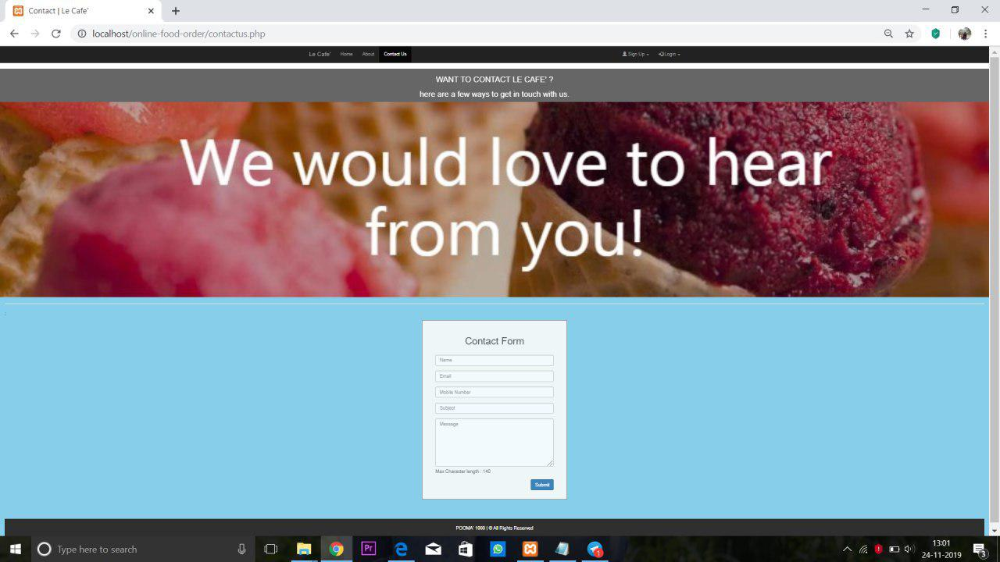 Contact | Le Cafe'
localhost/online-food-order/contactus.php
Le Cafe' Home About Contact Us Sign Up Login
WANT TO CONTACT LE CAFE' ?
here are a few ways to get in touch with us.
We would love to hear
from you!
Contact Form
Name
Email
Mobile Number
Subject
Message
Max Character length : 140
Submit
POOMA' 1999 | © All Rights Reserved
Type here to search
Pr
1
13:01
24-11-2019
3